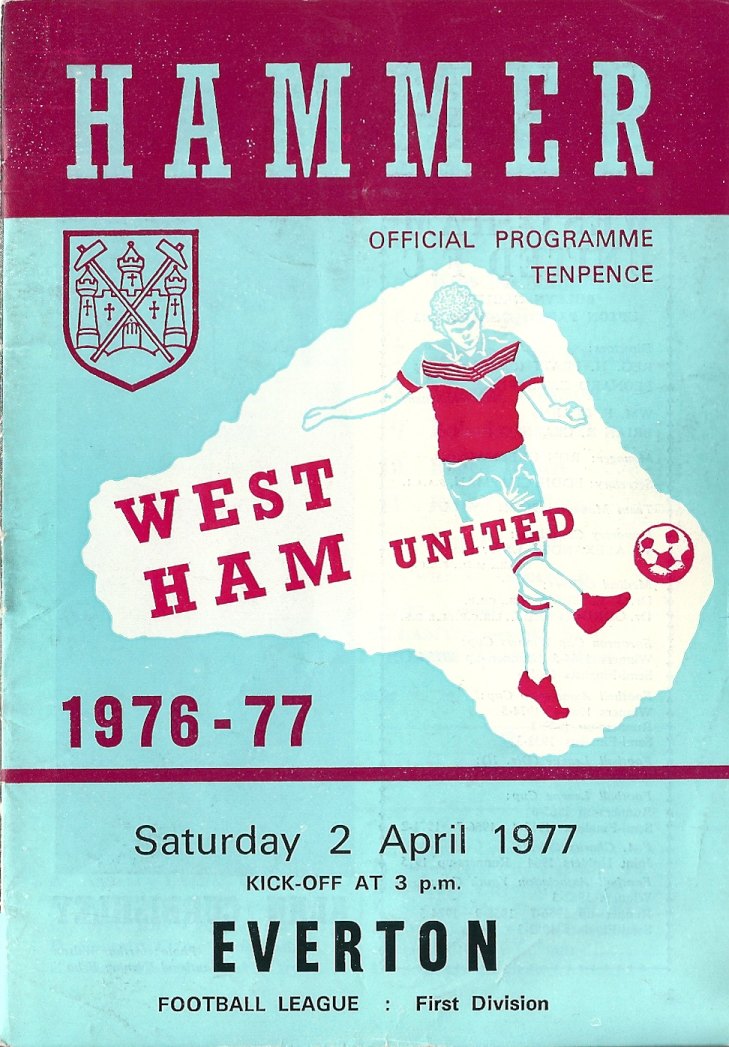 HAMMER
OFFICIAL PROGRAMME
TENPENCE
WEST
HAM UNITED
1976-77
Saturday 2 April 1977
KICK-OFF AT 3 p.m.
EVERTON
FOOTBALL LEAGUE : First Division